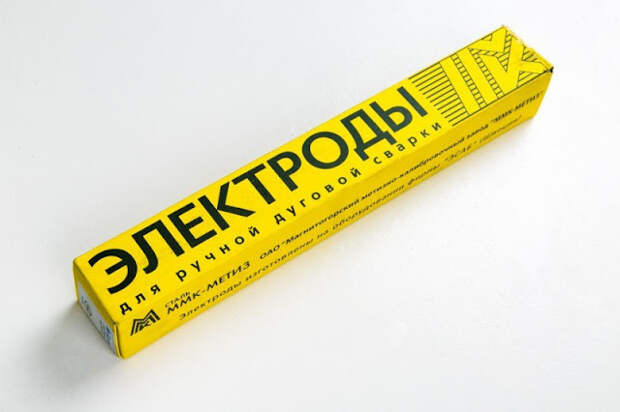 ЭЛЕКТРОДЫ
для ручной дуговой сварки
СТАЛЬ
ММК-МЕТИЗ
ОАО "Магнитогорский метизно-калибровочный завод "ММК-МЕТИЗ"
Электроды изготовлены на оборудовании фирмы "ЭСАБ" (Швеция)